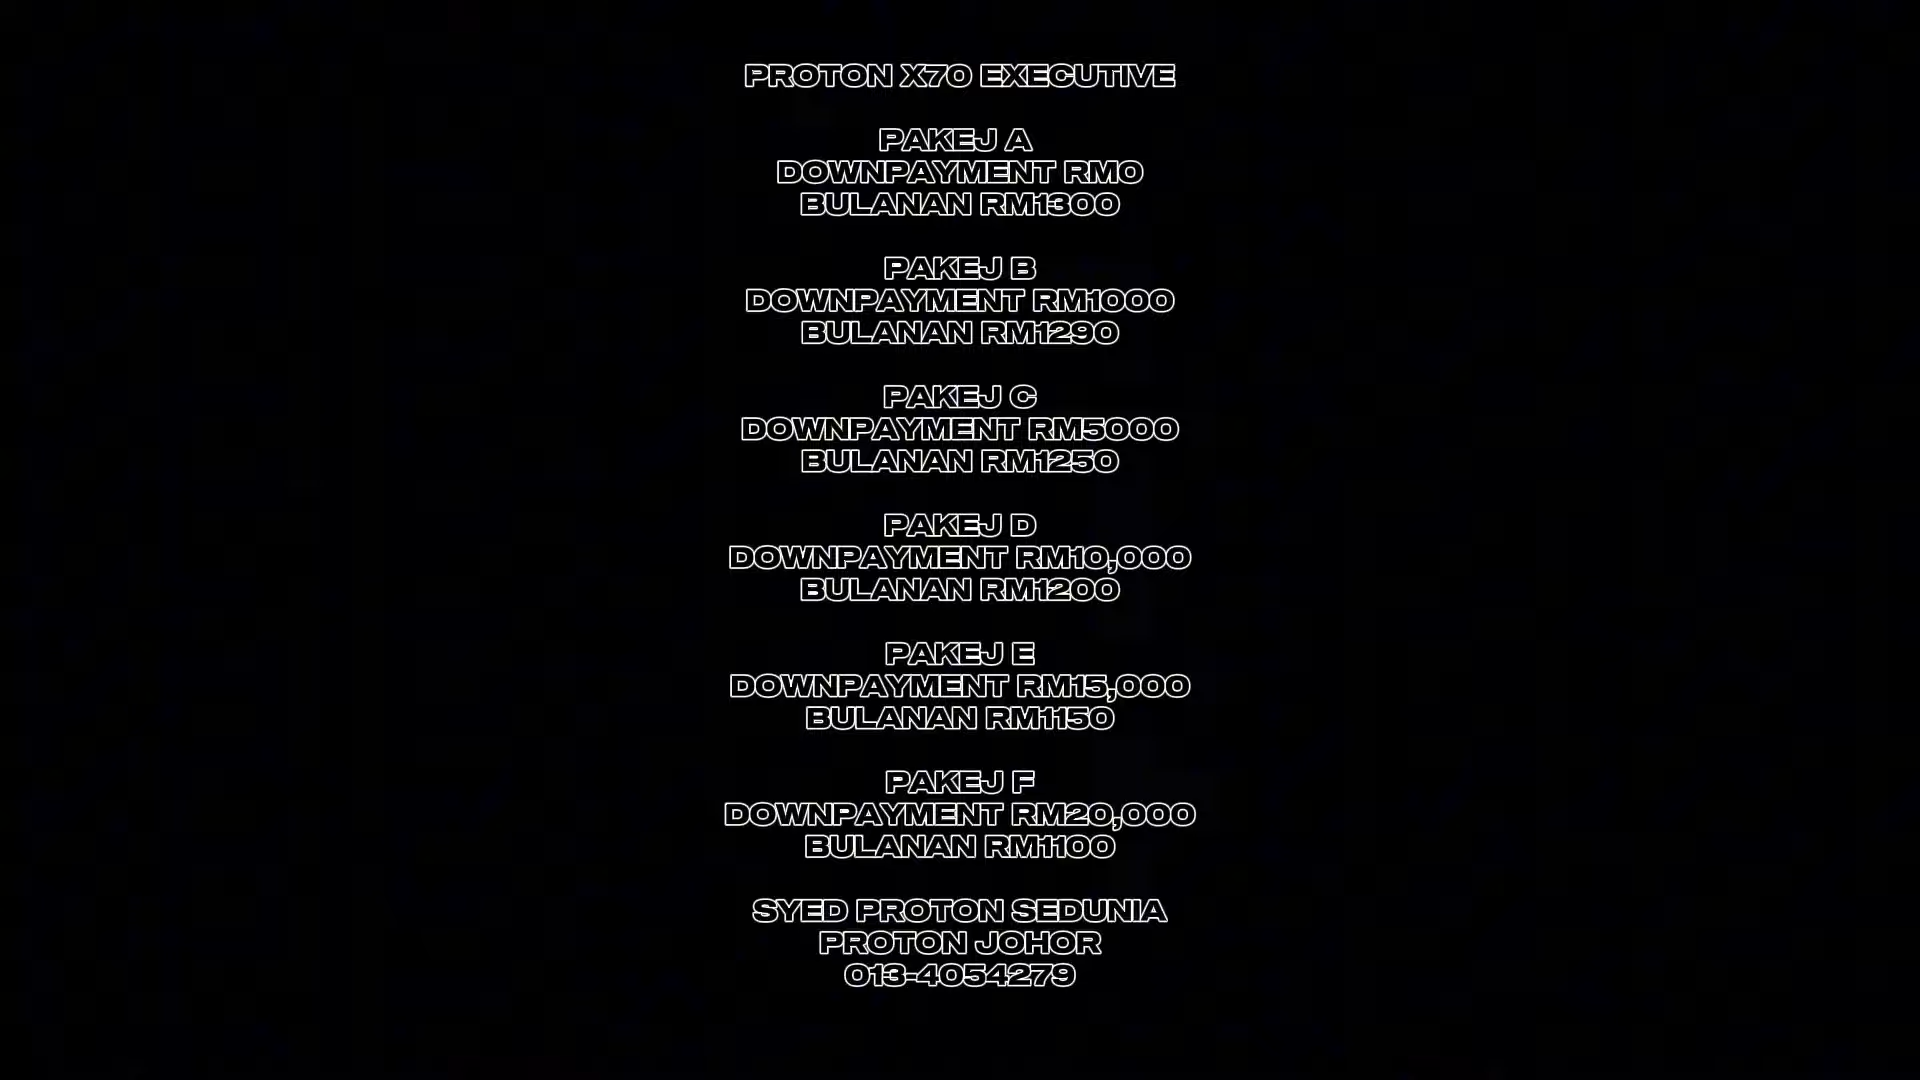 PROTON X70 EXECUTIVE
PAKEJ A
DOWNPAYMENT RM0
BULANAN RM1300
PAKEJ B
DOWNPAYMENT RM1000
BULANAN RM1290
PAKEJ C
DOWNPAYMENT RM5000
BULANAN RM1250
PAKEJ D
DOWNPAYMENT RM10,000
BULANAN RM1200
PAKEJ E
DOWNPAYMENT RM15,000
BULANAN RM1150
PAKEJ F
DOWNPAYMENT RM20,000
BULANAN RM1100
SYED PROTON SEDUNIA
PROTON JOHOR
013-4054279